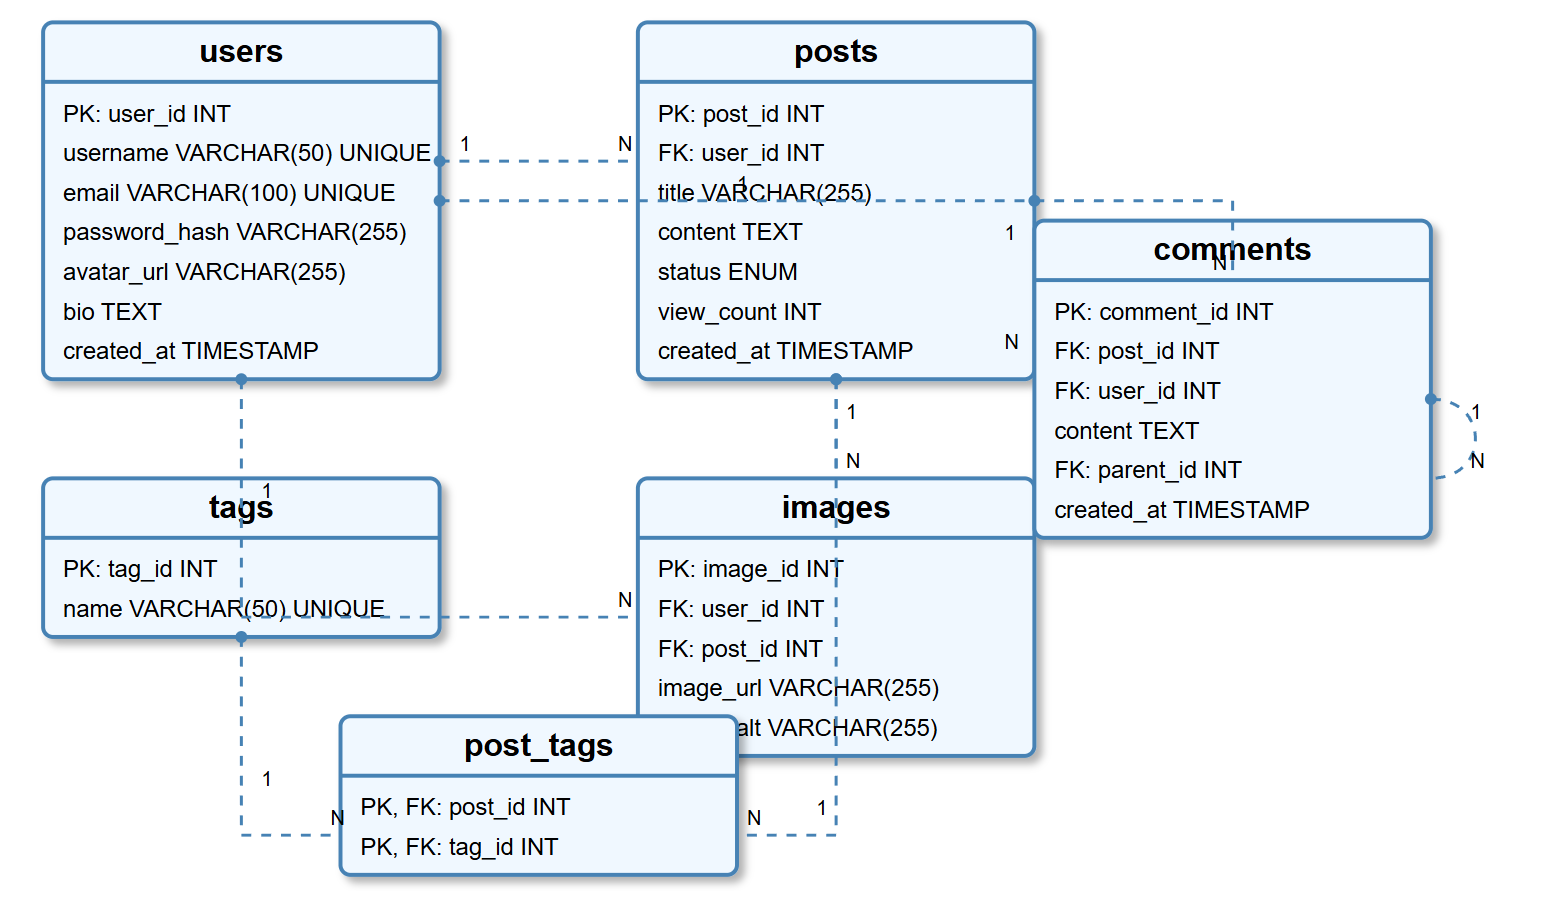 users
PK: user_id INT
username VARCHAR(50) UNIQUE
email VARCHAR(100) UNIQUE
password_hash VARCHAR(255)
avatar_url VARCHAR(255)
bio TEXT
created_at TIMESTAMP
1
N
posts
PK: post_id INT
FK: user_id INT
1
title VARCHAR(255)
content TEXT
1
status ENUM
view_count INT
created_at TIMESTAMP
N
comments
N
PK: comment_id INT
FK: post_id INT
FK: user_id INT
content TEXT
FK: parent_id INT
created_at TIMESTAMP
1
N
1
N
1
tags
PK: tag_id INT
name VARCHAR(50) UNIQUE
N
images
PK: image_id INT
FK: user_id INT
FK: post_id INT
image_url VARCHAR(255)
alt VARCHAR(255)
1
N
post_tags
PK, FK: post_id INT
PK, FK: tag_id INT
N
1